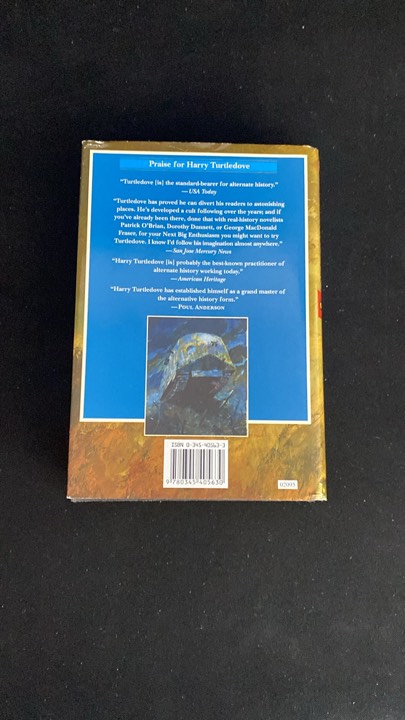 Praise for Harry Turtledove
"Turtledove [is] the standard-bearer for alternate history."
—USA Today
"Turtledove has proved he can divert his readers to astonishing
places. He's developed a cult following over the years; and if
you've already been there, done that with real-history novelists
Patrick O'Brian, Dorothy Dunnett, or George MacDonald
Fraser, for your Next Big Enthusiasm you might want to try
Turtledove. I know I'd follow his imagination almost anywhere."
—San Jose Mercury News
"Harry Turtledove [is] probably the best-known practitioner of
alternate history working today."
—American Heritage
"Harry Turtledove has established himself as a grand master of
the alternative history form."
—POUL ANDERSON
ISBN 0-345-40563-3
9 780345 405630
02095